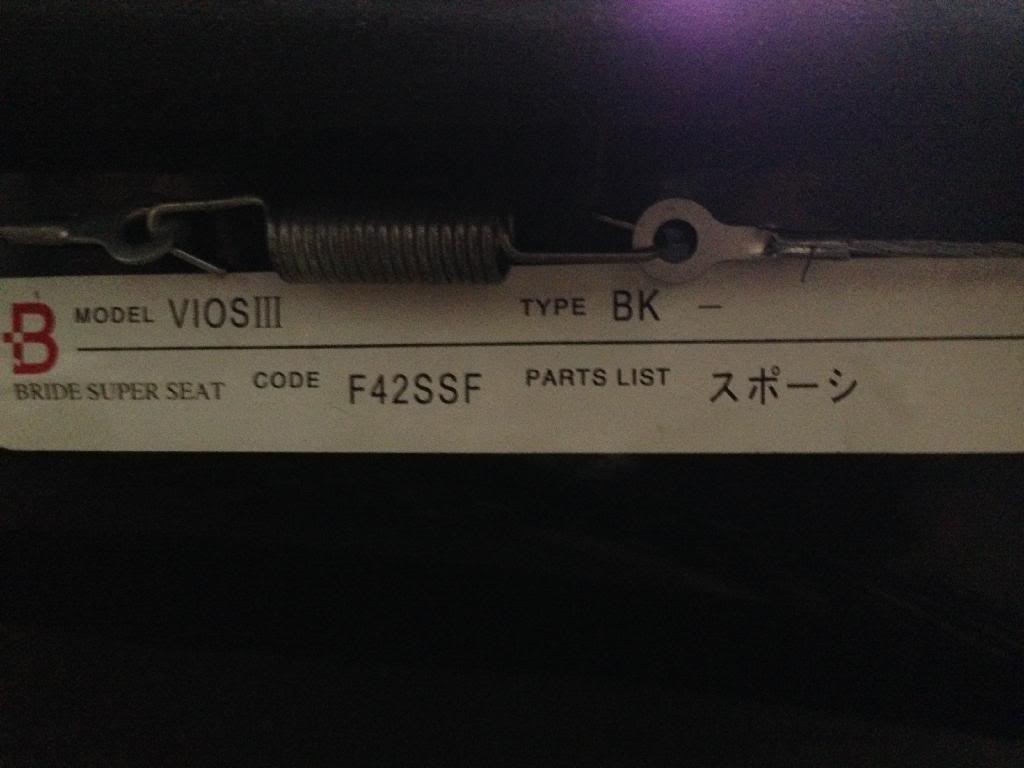 B MODEL VIOSIII TYPE BK –
BRIDE SUPER SEAT CODE F42SSF PARTS LIST スポーシ